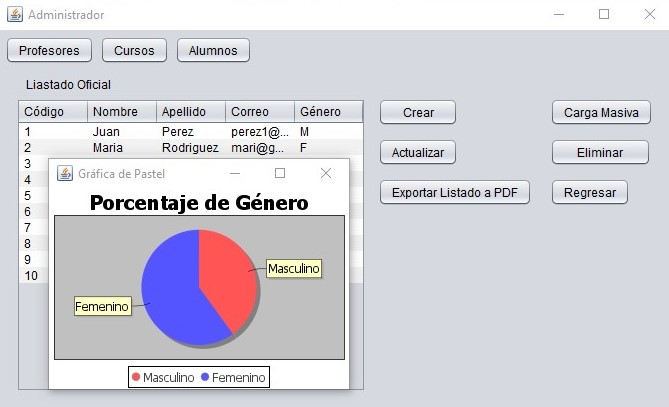 Administrador
Profesores Cursos Alumnos
Liastado Oficial
Código Nombre Apellido Correo Género
1 Juan Perez perez1@... M
2 Maria Rodriguez mari@g... F
3
4
5
6
7
8
9
10
Crear Carga Masiva
Actualizar Eliminar
Exportar Listado a PDF Regresar
Gráfica de Pastel
Porcentaje de Género
Masculino
Femenino
Masculino Femenino